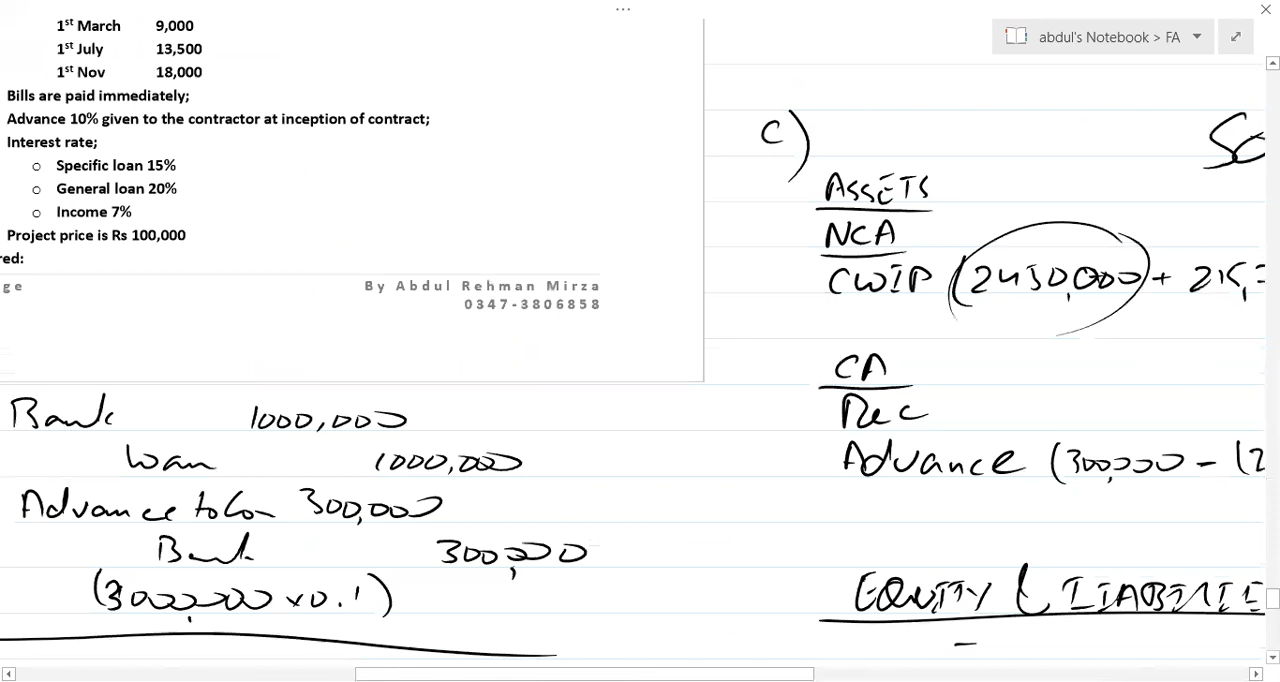 ...
abdul's Notebook > FA
1st March 9,000
1st July 13,500
1st Nov 18,000
Bills are paid immediately;
Advance 10% given to the contractor at inception of contract;
Interest rate;
o Specific loan 15%
o General loan 20%
o Income 7%
Project price is Rs 100,000
red:
g e
By Abdul Rehman Mirza
0347-3806858
Bank 1000,000
Loan 1000,000
Advance to Con 300,000
Bank 300,000
(3000,000 x 0.1)
c)
ASSETS
NCA
CWIP (2430,000 + 215,
CA
Rec
Advance (300,000 - (2
EQUITY & LIABILITIE